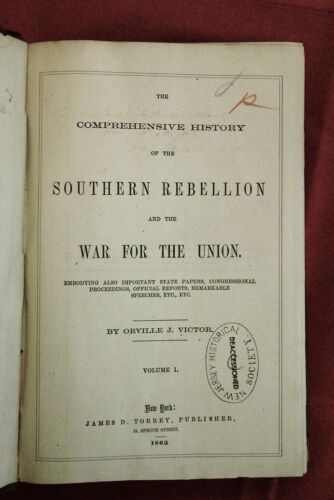 THE
COMPREHENSIVE HISTORY
OF THE
SOUTHERN REBELLION
AND THE
WAR FOR THE UNION.
EMBODYING ALSO IMPORTANT STATE PAPERS, CONGRESSIONAL
PROCEEDINGS, OFFICIAL REPORTS, REMARKABLE
SPEECHES, ETC., ETC.
BY ORVILLE J. VICTOR.
VOLUME I.
NEW JERSEY HISTORICAL SOCIETY
DEACCESSIONED
New York:
JAMES D. TORREY, PUBLISHER,
SPRUCE STREET.
1862